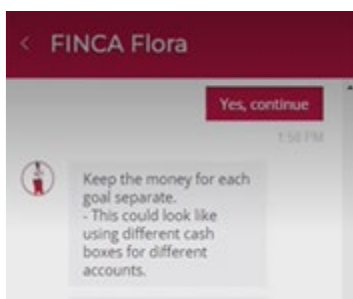 < FINCA Flora
Yes, continue
1:58 PM
Keep the money for each
goal separate.
- This could look like
using different cash
boxes for different
accounts.